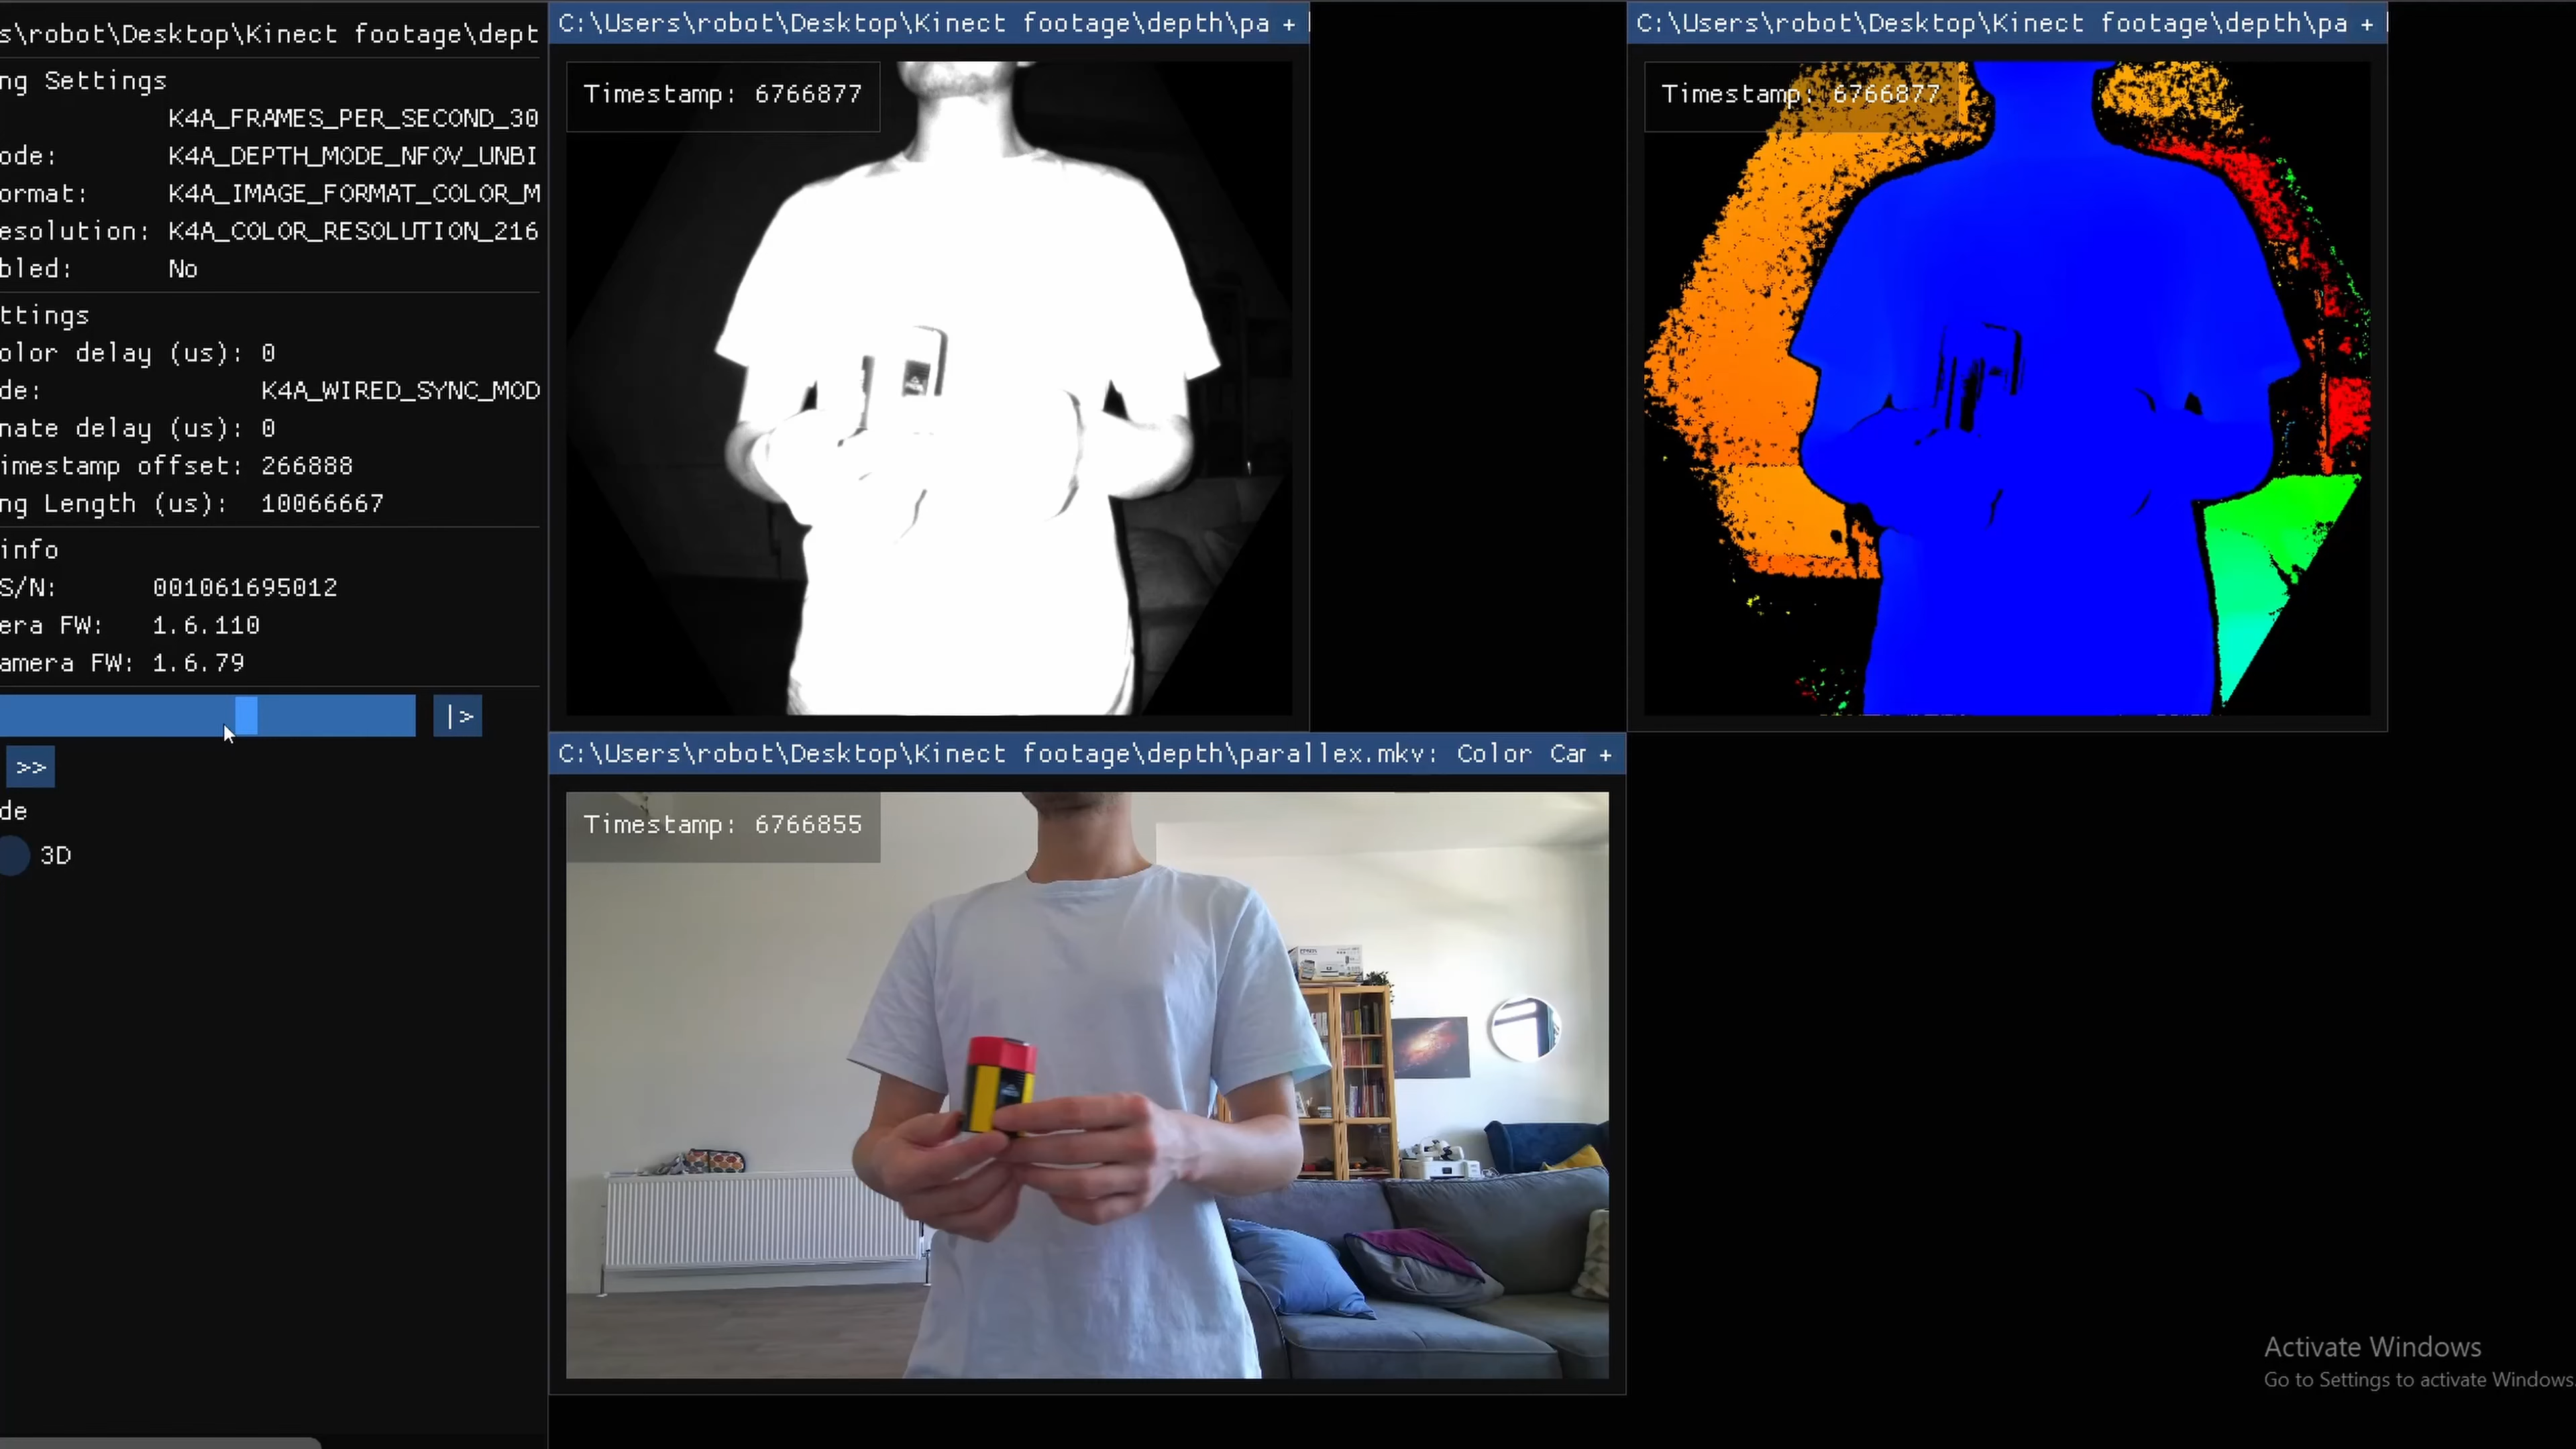 s\robot\Desktop\Kinect footage\dept
ng Settings
K4A_FRAMES_PER_SECOND_30
ode: K4A_DEPTH_MODE_NFOV_UNBI
ormat: K4A_IMAGE_FORMAT_COLOR_M
esolution: K4A_COLOR_RESOLUTION_216
bled: No
ttings
olor delay (us): 0
de: K4A_WIRED_SYNC_MOD
nate delay (us): 0
imestamp offset: 266888
ng Length (us): 10066667
info
S/N: 001061695012
era FW: 1.6.110
amera FW: 1.6.79
|>
>>
de
3D
C:\Users\robot\Desktop\Kinect footage\depth\pa +
Timestamp: 6766877
C:\Users\robot\Desktop\Kinect footage\depth\pa +
Timestamp: 6766877
C:\Users\robot\Desktop\Kinect footage\depth\parallex.mkv: Color Car +
Timestamp: 6766855
Activate Windows
Go to Settings to activate Windows.